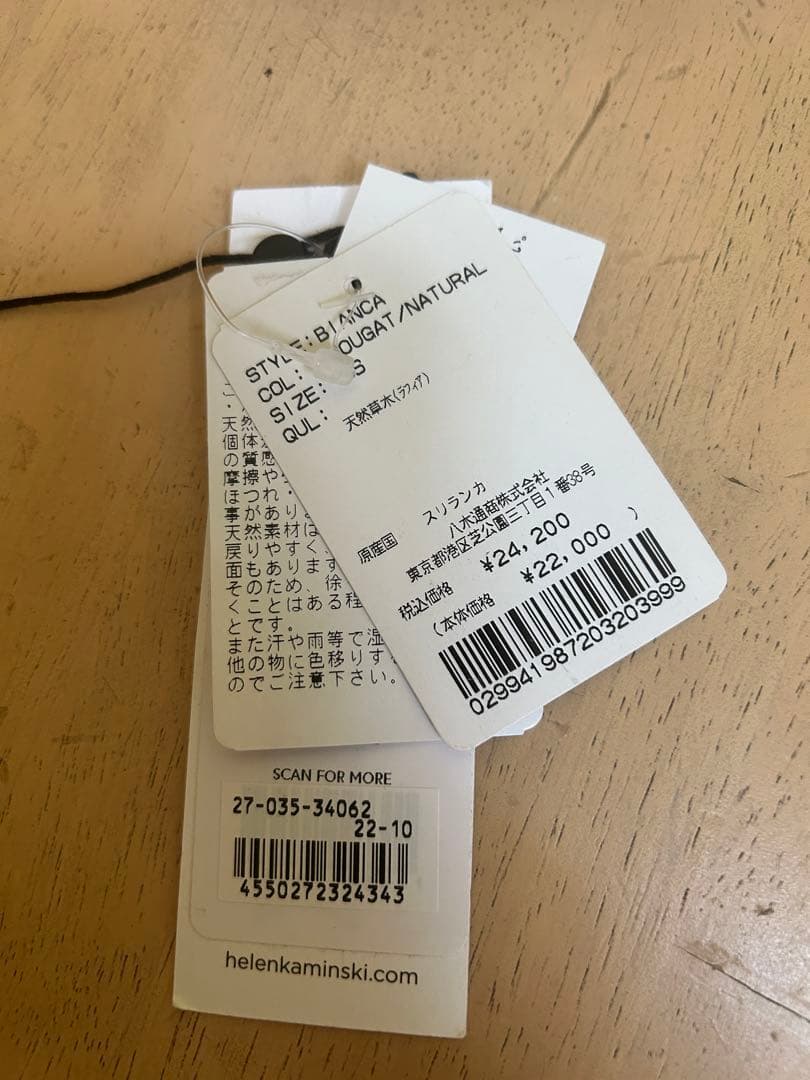 STYLE:BIANCA
COL: NOUGAT/NATURAL
SIZE:
QUL: 天然草木(ラフィア)
原産国 スリランカ
八木通商株式会社
東京都港区芝公園三丁目1番38号
税込価格 ¥24,200
(本体価格 ¥22,000 )
029941987203203999
天然
個体
の質感
摩擦や
ほつれ・
事があり
天然素材は
戻りやすく、
面もあります
そのため、徐
くことはある程
とです。
また汗や雨等で湿
他の物に色移りす
のでご注意下さい。
SCAN FOR MORE
27-035-34062
22-10
4550272324343
helenkaminski.com